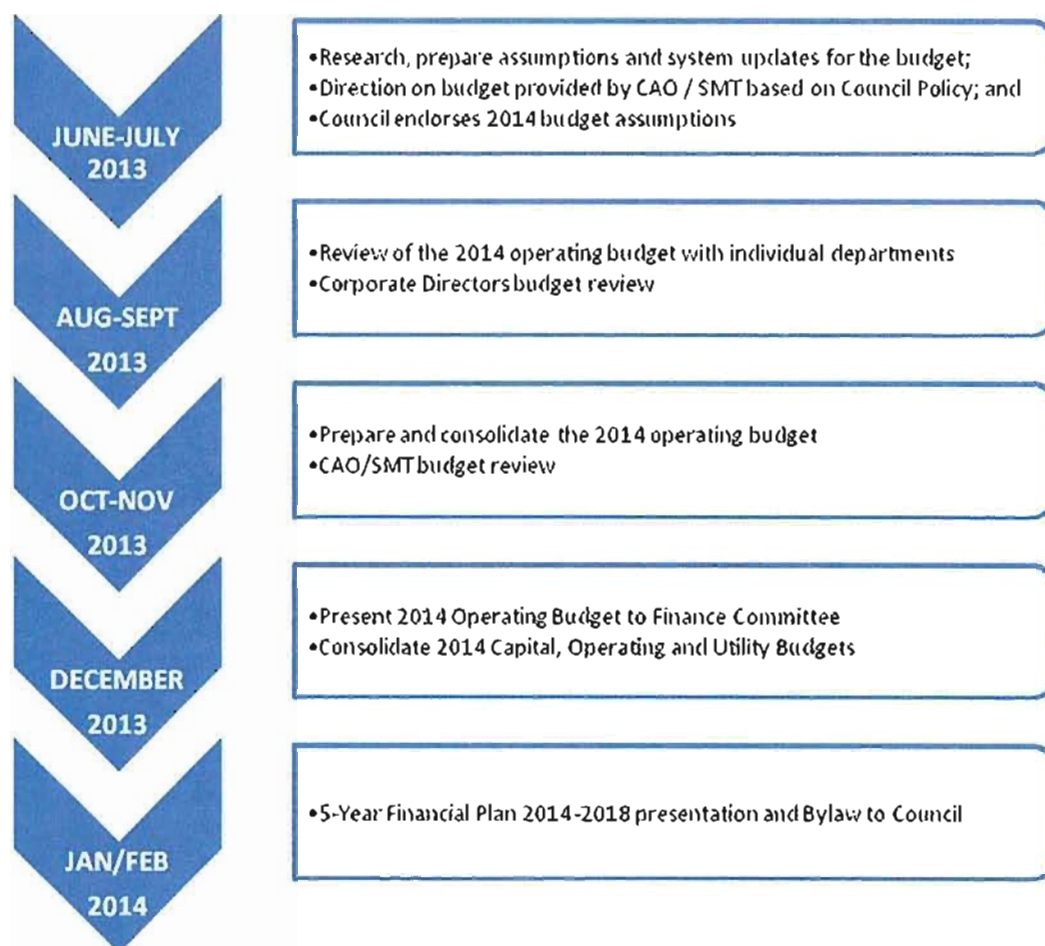 JUNE-JULY
2013
•Research, prepare assumptions and system updates for the budget;
•Direction on budget provided by CAO / SMT based on Council Policy; and
•Council endorses 2014 budget assumptions
AUG-SEPT
2013
•Review of the 2014 operating budget with individual departments
•Corporate Directors budget review
OCT-NOV
2013
•Prepare and consolidate the 2014 operating budget
•CAO/SMT budget review
DECEMBER
2013
•Present 2014 Operating Budget to Finance Committee
•Consolidate 2014 Capital, Operating and Utility Budgets
JAN/FEB
2014
•5-Year Financial Plan 2014-2018 presentation and Bylaw to Council